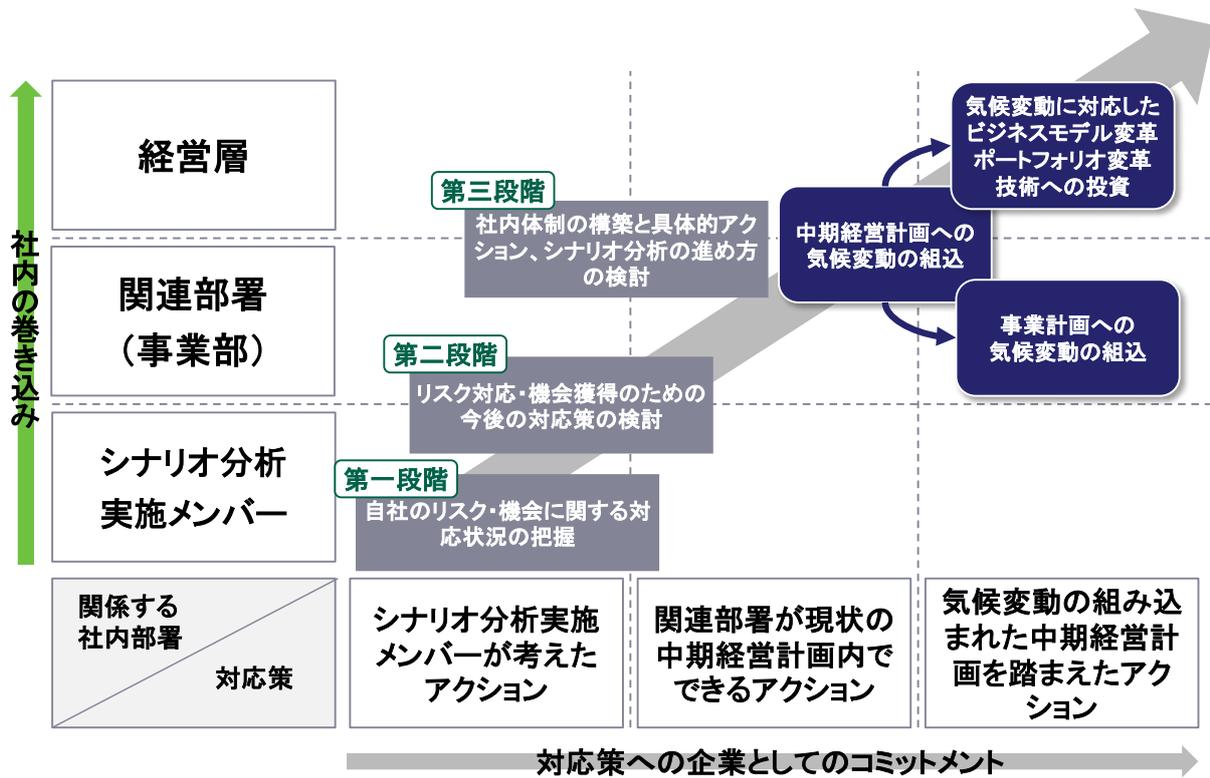 経営層
関連部署
（事業部）
シナリオ分析
実施メンバー
社内の巻き込み
第三段階
社内体制の構築と具体的アク
ション、シナリオ分析の進め方
の検討
第二段階
リスク対応・機会獲得のための
今後の対応策の検討
第一段階
自社のリスク・機会に関する対
応状況の把握
気候変動に対応した
ビジネスモデル変革
ポートフォリオ変革
技術への投資
中期経営計画への
気候変動の組込
事業計画への
気候変動の組込
関係する
社内部署
対応策
シナリオ分析実施
メンバーが考えた
アクション
関連部署が現状の
中期経営計画内で
できるアクション
気候変動の組み込
まれた中期経営計
画を踏まえたアク
ション
対応策への企業としてのコミットメント